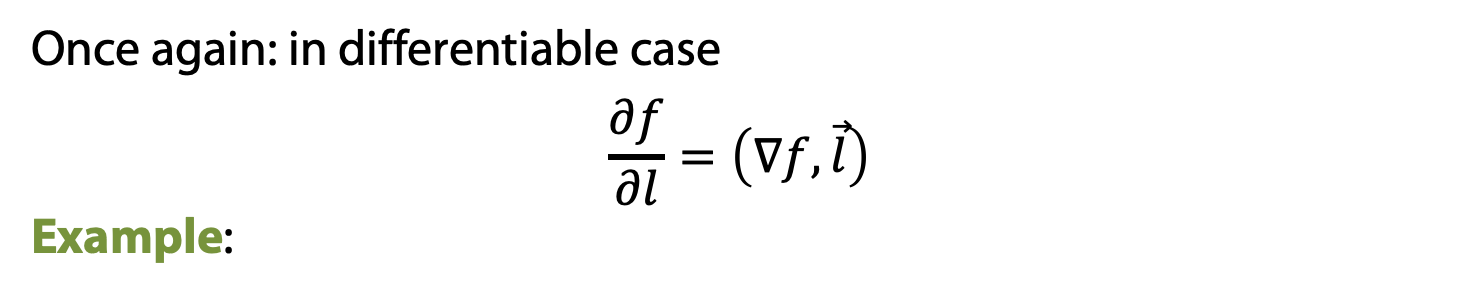 Once again: in differentiable case
∂f/∂l = (∇f, l⃗)
Example: